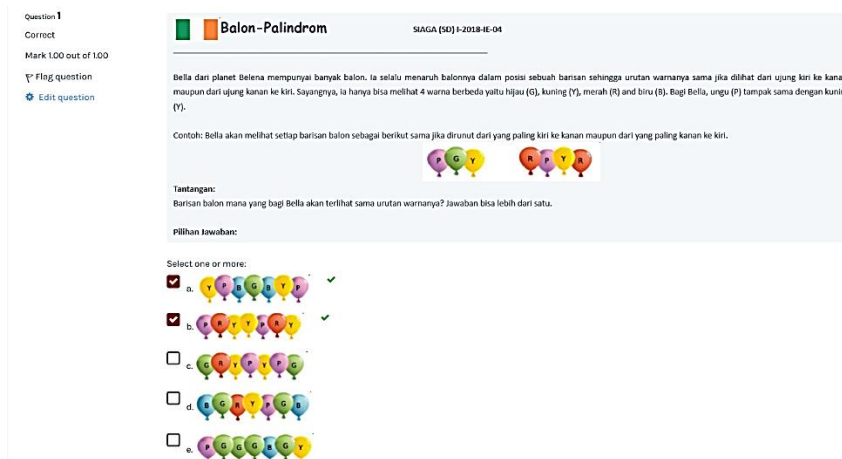 Question 1
Correct
Mark 1.00 out of 1.00
Flag question
Edit question
Balon-Palindrom
SIAGA (SD) I-2018-IE-04
Bella dari planet Belena mempunyai banyak balon. Ia selalu menaruh balonnya dalam posisi sebuah barisan sehingga urutan warnanya sama jika dilihat dari ujung kiri ke kana
maupun dari ujung kanan ke kiri. Sayangnya, ia hanya bisa melihat 4 warna berbeda yaitu hijau (G), kuning (Y), merah (R) and biru (B). Bagi Bella, ungu (P) tampak sama dengan kuni
(Y).
Contoh: Bella akan melihat setiap barisan balon sebagai berikut sama jika dirunut dari yang paling kiri ke kanan maupun dari yang paling kanan ke kiri.
P G Y R P Y R
Tantangan:
Barisan balon mana yang bagi Bella akan terlihat sama urutan warnanya? Jawaban bisa lebih dari satu.
Pilihan Jawaban:
Select one or more:
a. Y P B G B Y P
b. P R Y Y P R Y
c. G R Y P Y P G
d. B G R Y P G B
e. P G G G B G Y